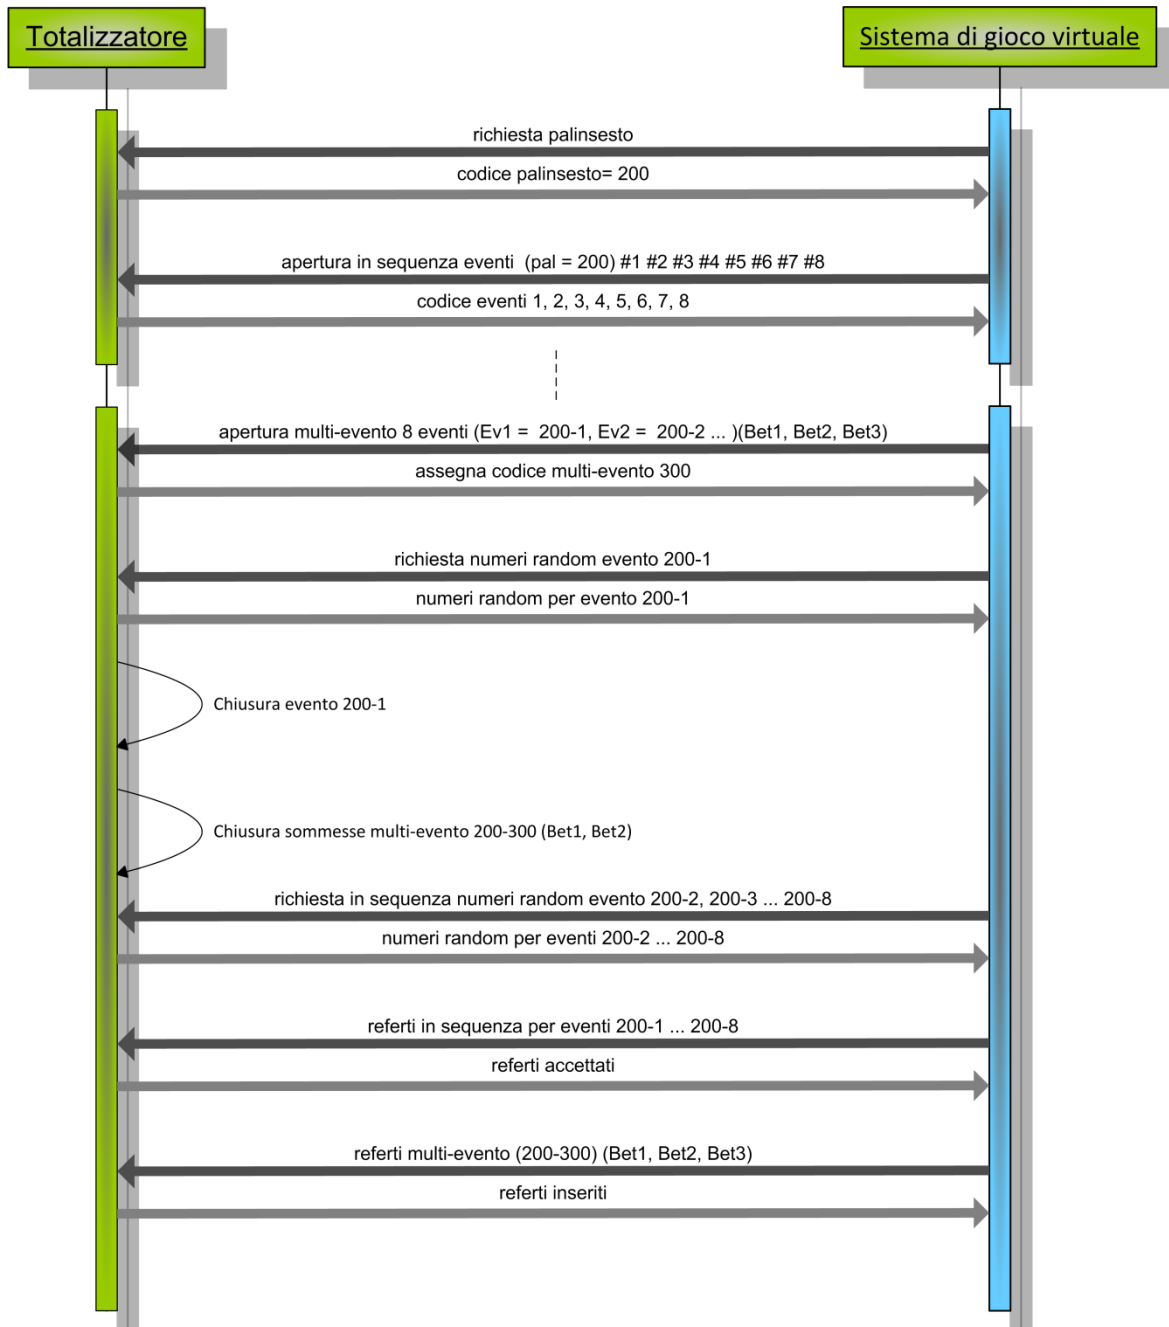 Totalizzatore
Sistema di gioco virtuale
richiesta palinsesto
codice palinsesto= 200
apertura in sequenza eventi  (pal = 200) #1 #2 #3 #4 #5 #6 #7 #8
codice eventi 1, 2, 3, 4, 5, 6, 7, 8
apertura multi-evento 8 eventi (Ev1 =  200-1, Ev2 =  200-2 ... )(Bet1, Bet2, Bet3)
assegna codice multi-evento 300
richiesta numeri random evento 200-1
numeri random per evento 200-1
Chiusura evento 200-1
Chiusura sommesse multi-evento 200-300 (Bet1, Bet2)
richiesta in sequenza numeri random evento 200-2, 200-3 ... 200-8
numeri random per eventi 200-2 ... 200-8
referti in sequenza per eventi 200-1 ... 200-8
referti accettati
referti multi-evento (200-300) (Bet1, Bet2, Bet3)
referti inseriti